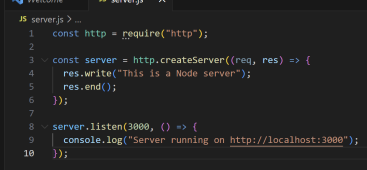 Welcome
server.js
JS server.js > ...
1 const http = require("http");
2
3 const server = http.createServer((req, res) => {
4 res.write("This is a Node server");
5 res.end();
6 });
7
8 server.listen(3000, () => {
9 console.log("Server running on http://localhost:3000");
10 });